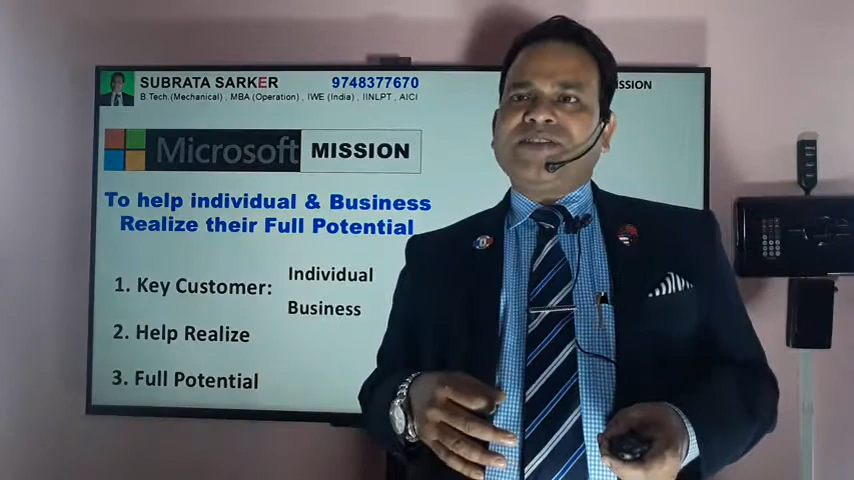 SUBRATA SARKER
B.TECH.(Mechanical) , MBA (Operation) , IWE (India) , IINLPT , AICI
9748377670
MISSION
Microsoft MISSION
To help individual & Business
Realize their Full Potential.
1. Key Customer: Individual
Business
2. Help Realize
3. Full Potential